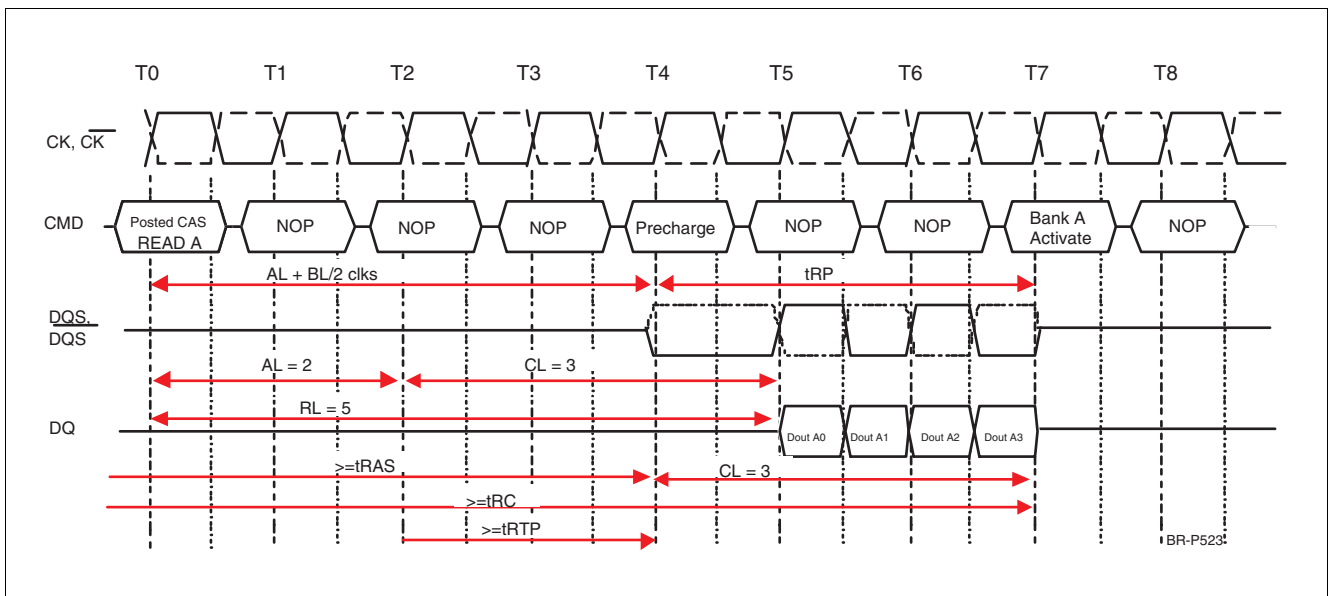 T0 T1 T2 T3 T4 T5 T6 T7 T8
CK, C̅K̅
CMD
Posted CAS
READ A
NOP
NOP
NOP
Precharge
NOP
NOP
Bank A
Activate
NOP
AL + BL/2 clks
tRP
DQS,
D̅Q̅S̅
AL = 2
CL = 3
RL = 5
DQ
Dout A0
Dout A1
Dout A2
Dout A3
>=tRAS
CL = 3
>=tRC
>=tRTP
BR-P523